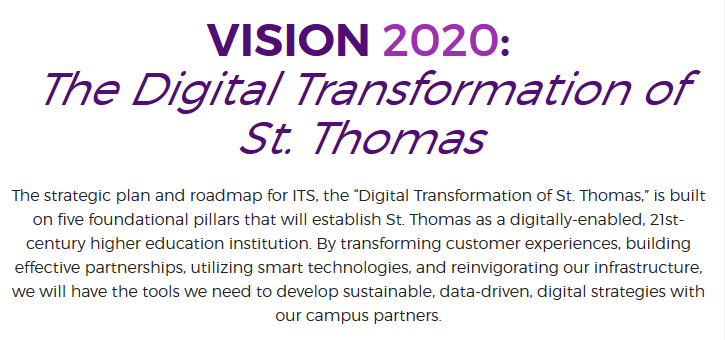 VISION 2020:
The Digital Transformation of
St. Thomas
The strategic plan and roadmap for ITS, the “Digital Transformation of St. Thomas,” is built
on five foundational pillars that will establish St. Thomas as a digitally-enabled, 21st-
century higher education institution. By transforming customer experiences, building
effective partnerships, utilizing smart technologies, and reinvigorating our infrastructure,
we will have the tools we need to develop sustainable, data-driven, digital strategies with
our campus partners.